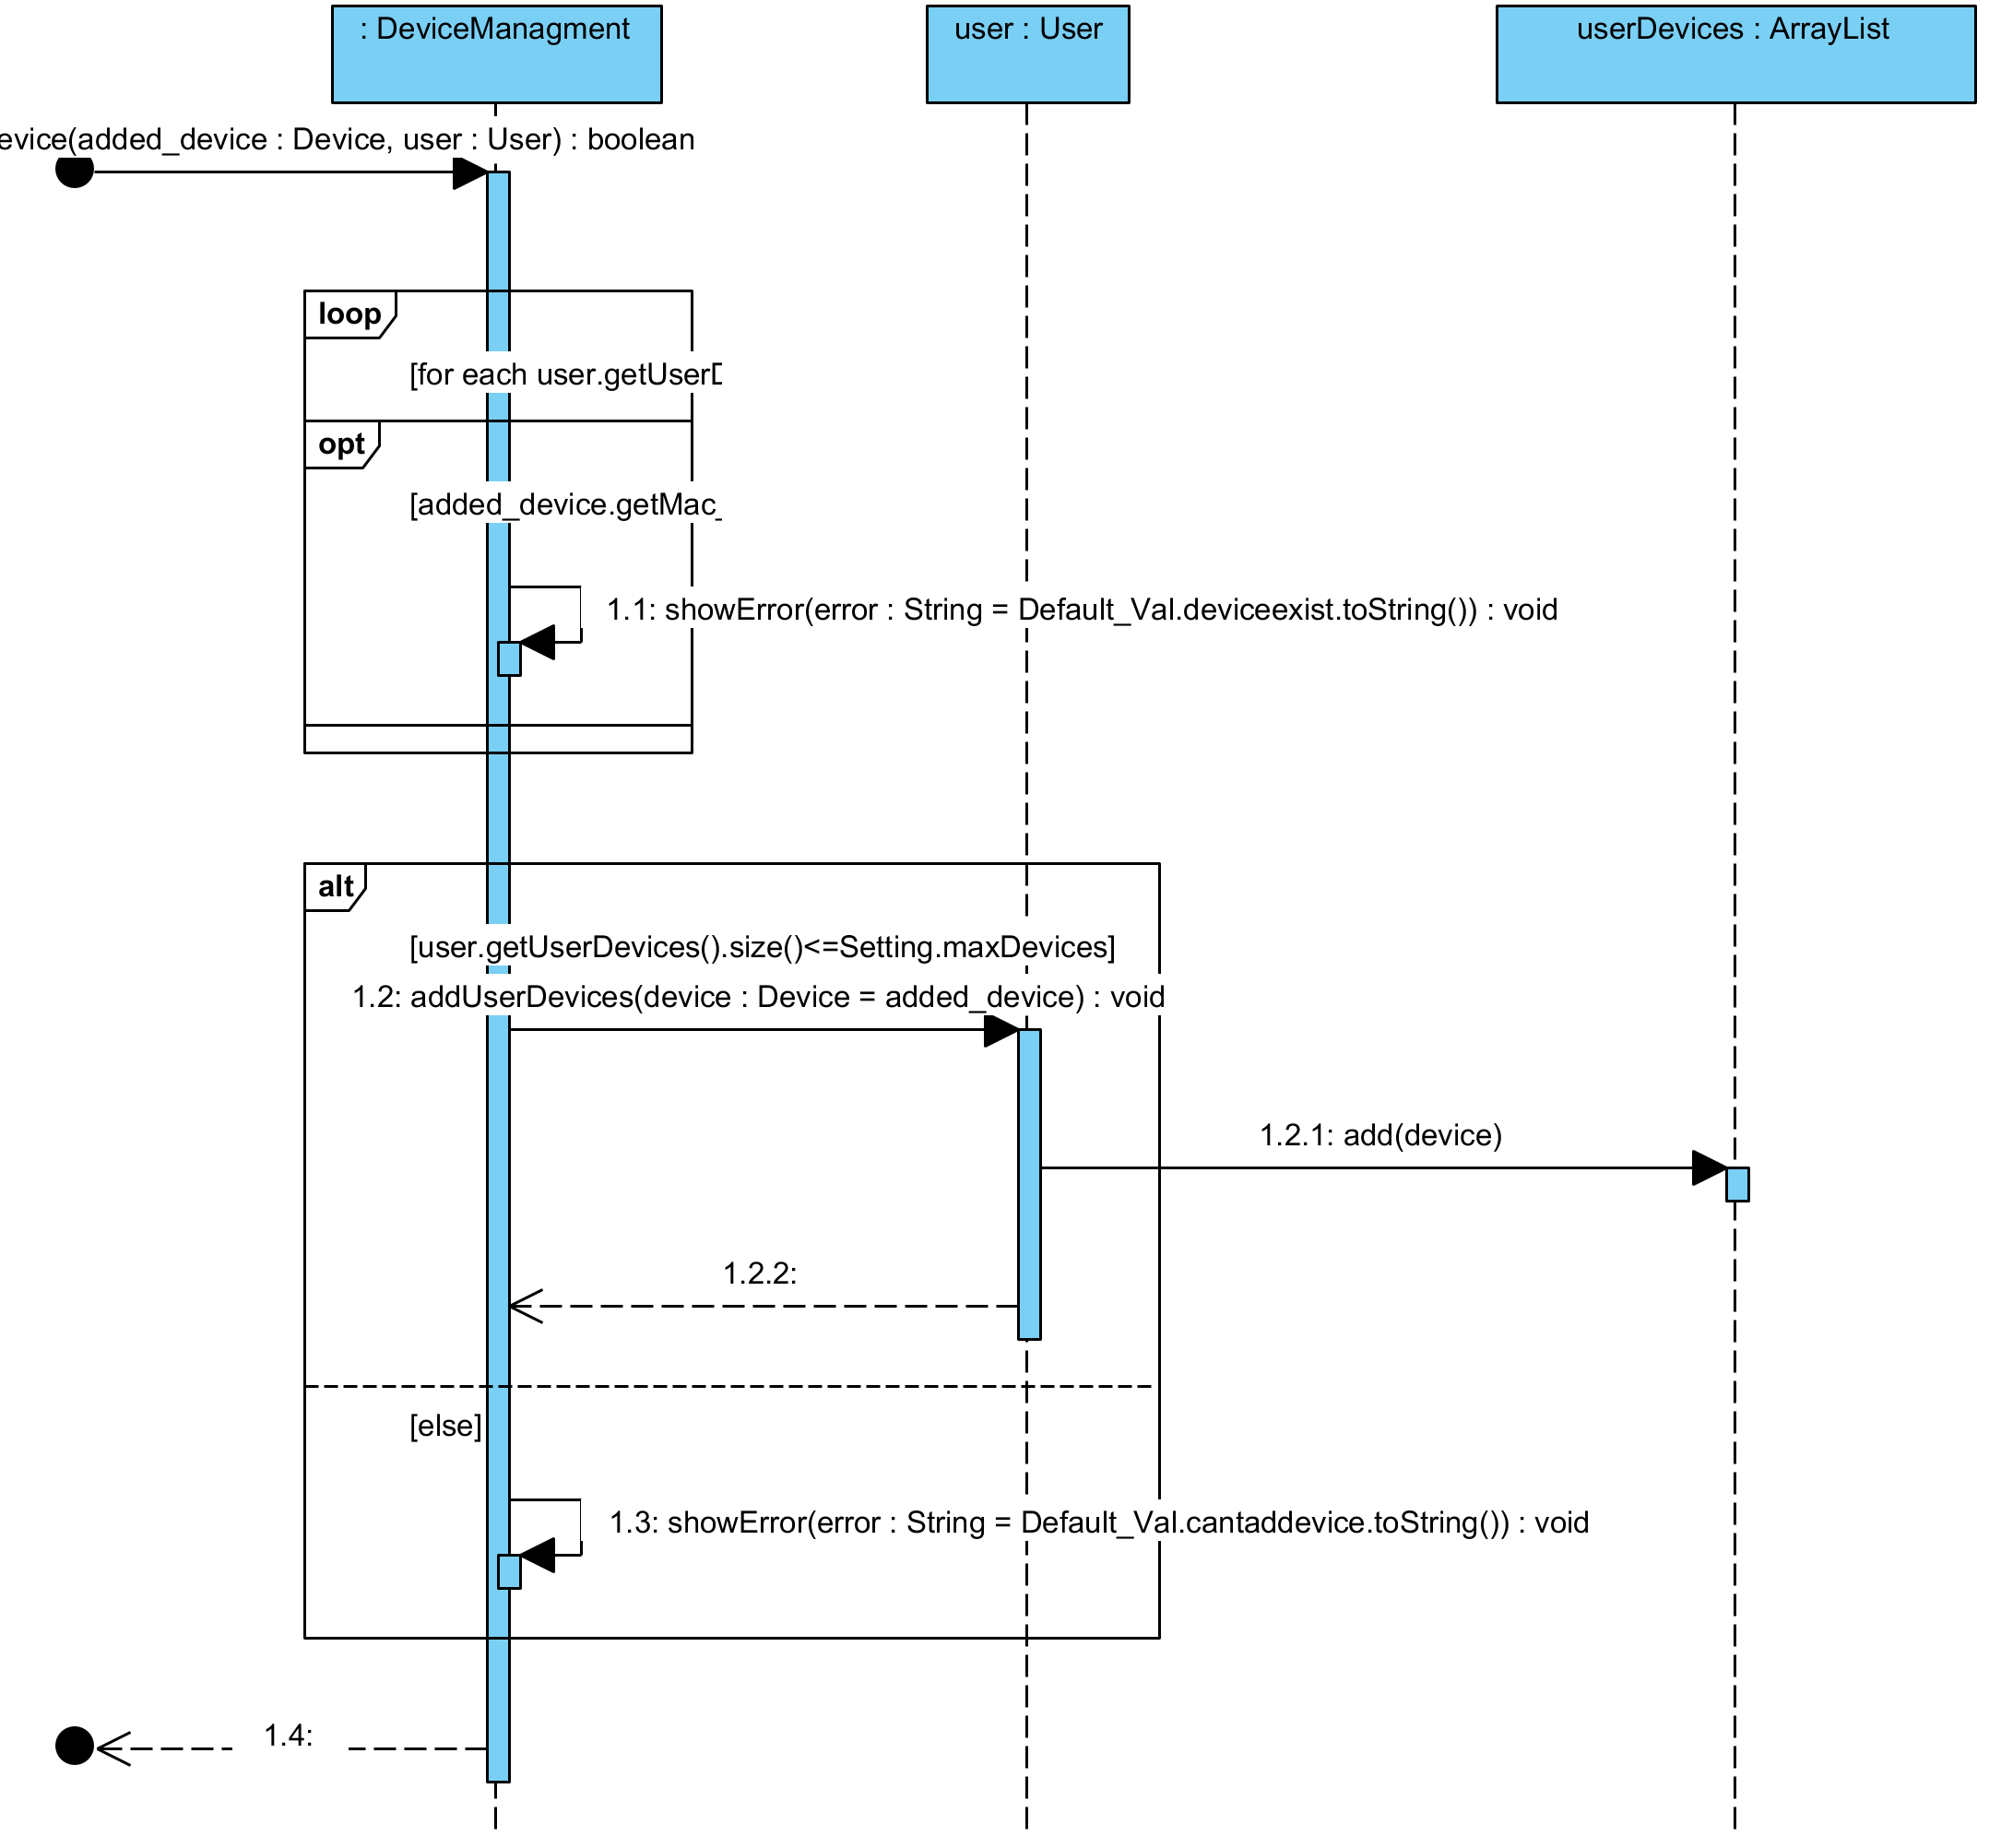 : DeviceManagment
user : User
userDevices : ArrayList
evice(added_device : Device, user : User) : boolean
loop
[for each user.getUserD
opt
[added_device.getMac_
1.1: showError(error : String = Default_Val.deviceexist.toString()) : void
alt
[user.getUserDevices().size()<=Setting.maxDevices]
1.2: addUserDevices(device : Device = added_device) : void
1.2.1: add(device)
1.2.2:
[else]
1.3: showError(error : String = Default_Val.cantaddevice.toString()) : void
1.4: